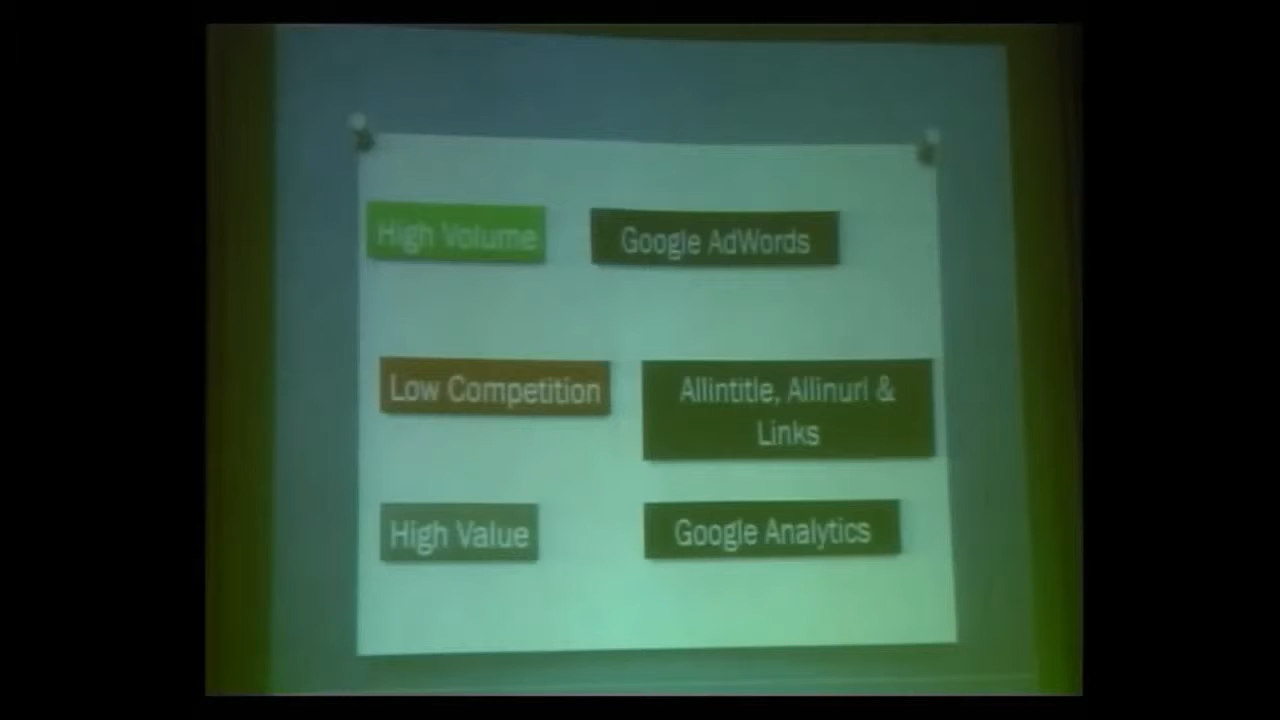 High Volume
Google AdWords
Low Competition
Allintitle, Allinurl &
Links
High Value
Google Analytics